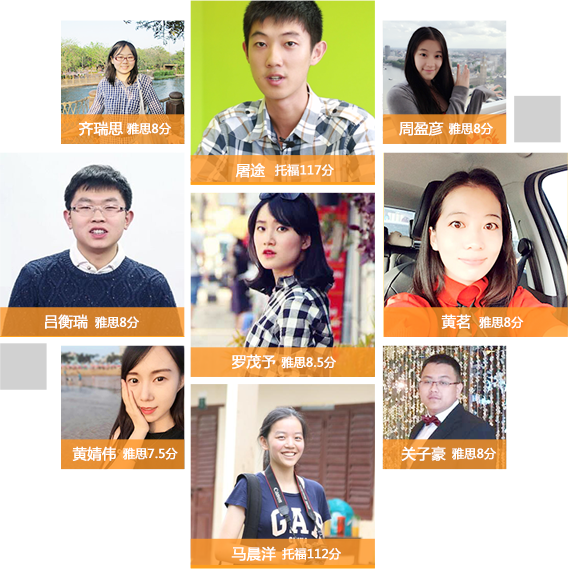 齐瑞思 雅思8分
屠途 托福117分
周盈彦 雅思8分
吕衡瑞 雅思8分
罗茂予 雅思8.5分
黄茗 雅思8分
黄婧伟 雅思7.5分
GAP
马晨洋 托福112分
关子豪 雅思8分